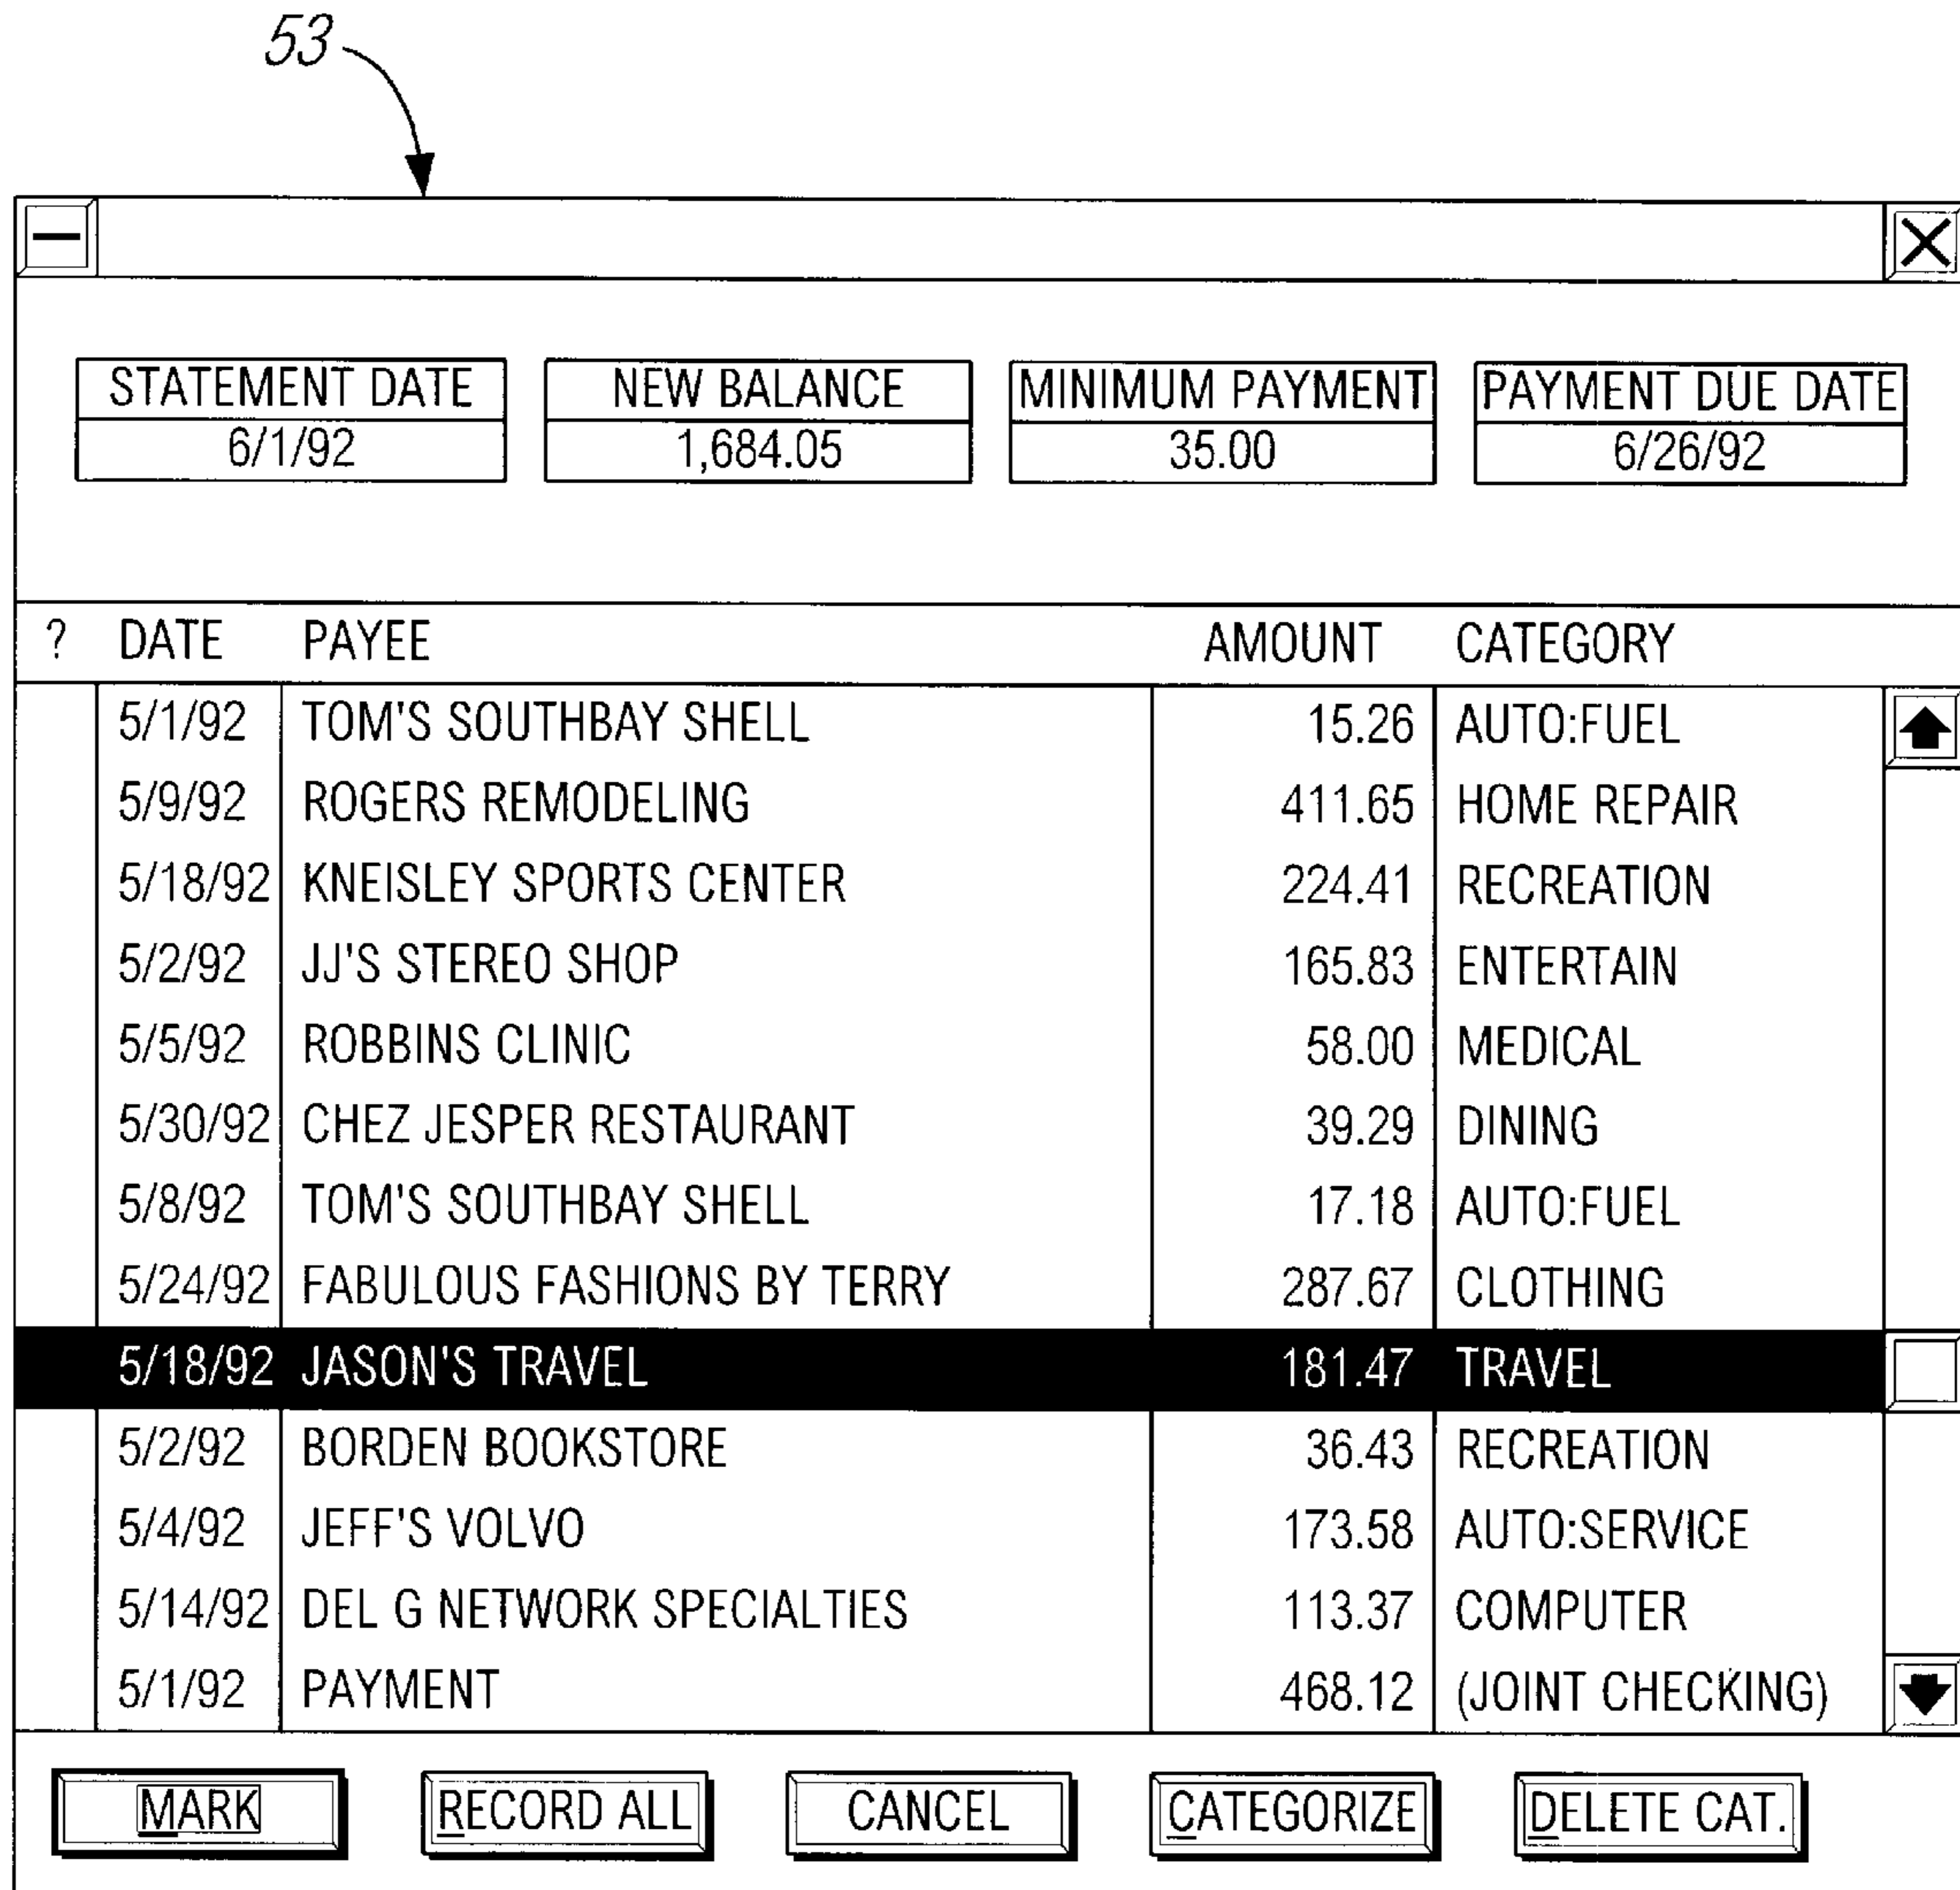 53
STATEMENT DATE NEW BALANCE MINIMUM PAYMENT PAYMENT DUE DATE
6/1/92 1,684.05 35.00 6/26/92
? DATE PAYEE AMOUNT CATEGORY
5/1/92 TOM'S SOUTHBAY SHELL 15.26 AUTO:FUEL
5/9/92 ROGERS REMODELING 411.65 HOME REPAIR
5/18/92 KNEISLEY SPORTS CENTER 224.41 RECREATION
5/2/92 JJ'S STEREO SHOP 165.83 ENTERTAIN
5/5/92 ROBBINS CLINIC 58.00 MEDICAL
5/30/92 CHEZ JESPER RESTAURANT 39.29 DINING
5/8/92 TOM'S SOUTHBAY SHELL 17.18 AUTO:FUEL
5/24/92 FABULOUS FASHIONS BY TERRY 287.67 CLOTHING
5/18/92 JASON'S TRAVEL 181.47 TRAVEL
5/2/92 BORDEN BOOKSTORE 36.43 RECREATION
5/4/92 JEFF'S VOLVO 173.58 AUTO:SERVICE
5/14/92 DEL G NETWORK SPECIALTIES 113.37 COMPUTER
5/1/92 PAYMENT 468.12 (JOINT CHECKING)
MARK RECORD ALL CANCEL CATEGORIZE DELETE CAT.